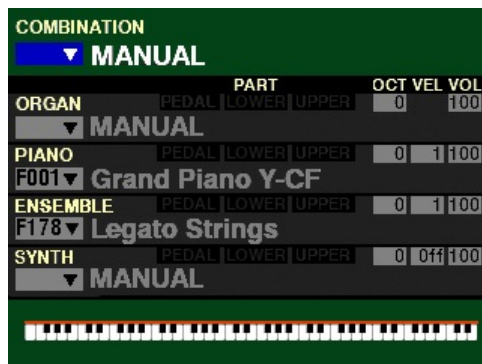 COMBINATION
MANUAL
PART OCT VEL VOL
ORGAN PEDAL LOWER UPPER 0 100
MANUAL
PIANO PEDAL LOWER UPPER 0 1 100
F001 Grand Piano Y-CF
ENSEMBLE PEDAL LOWER UPPER 0 1 100
F178 Legato Strings
SYNTH PEDAL LOWER UPPER 0 Off 100
MANUAL